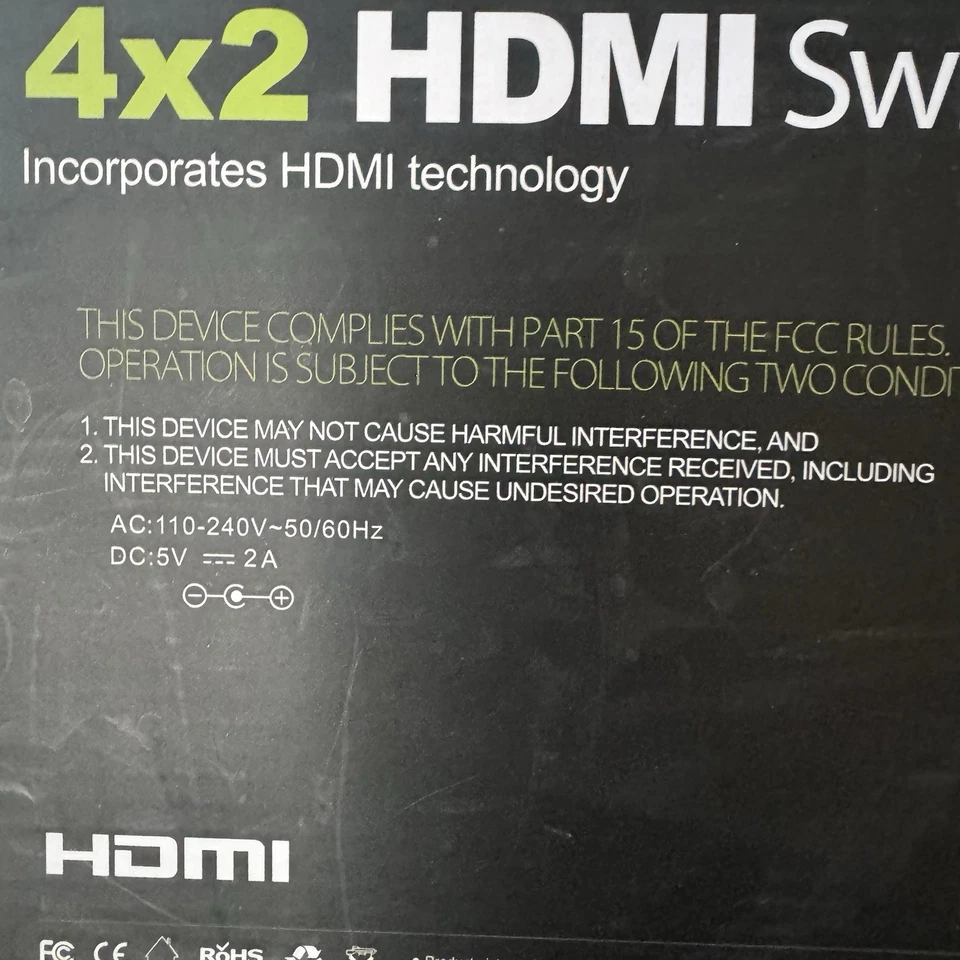 4x2 HDMI Sw
Incorporates HDMI technology
THIS DEVICE COMPLIES WITH PART 15 OF THE FCC RULES.
OPERATION IS SUBJECT TO THE FOLLOWING TWO CONDI
1. THIS DEVICE MAY NOT CAUSE HARMFUL INTERFERENCE, AND
2. THIS DEVICE MUST ACCEPT ANY INTERFERENCE RECEIVED, INCLUDING
INTERFERENCE THAT MAY CAUSE UNDESIRED OPERATION.
AC:110-240V~50/60Hz
DC:5V ⎓ 2A
HDMI
FC CE RoHS